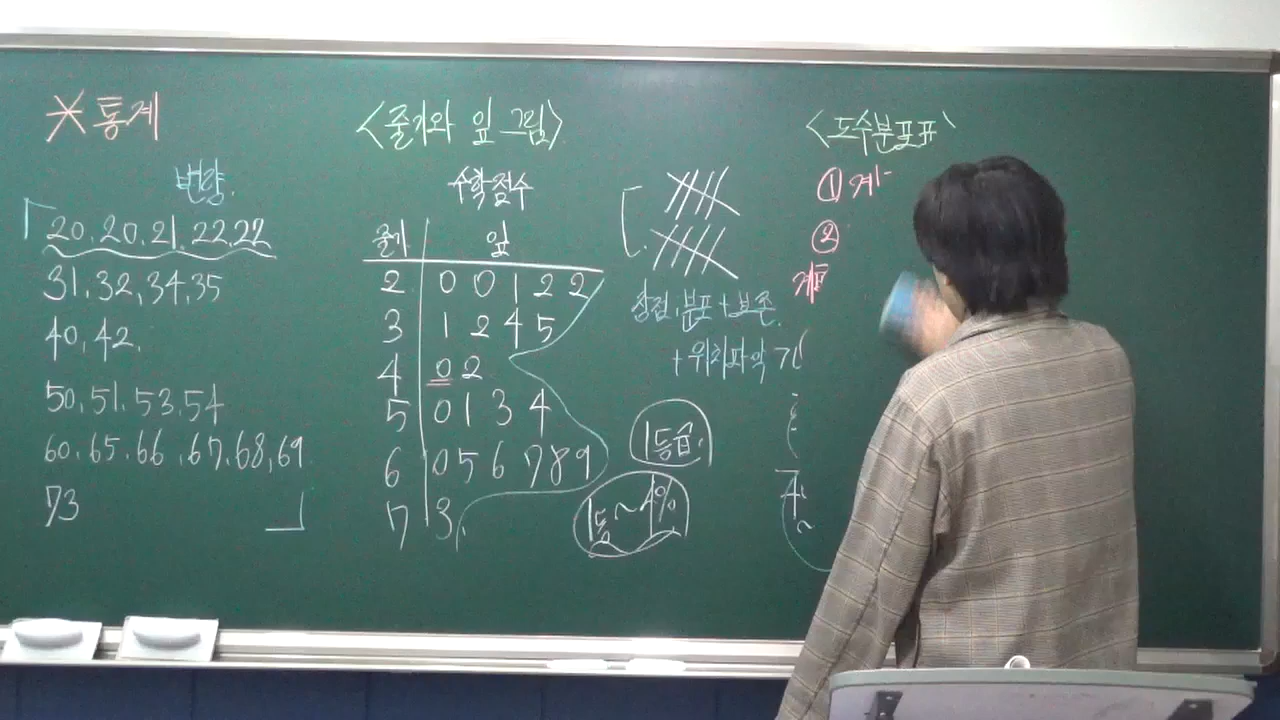 *통계
변량.
20, 20, 21, 22, 22
31, 32, 34, 35
40, 42.
50, 51, 53, 54
60, 65, 66, 67, 68, 69
73
<줄기와 잎 그림>
수학점수
줄기 잎
2 0 0 1 2 2
3 1 2 4 5
4 0 2
5 0 1 3 4
6 0 5 6 7 8 9
7 3
장점:분포+보존
+위치파악
1등급.
1등~4%
<도수분포표>
① 계
②